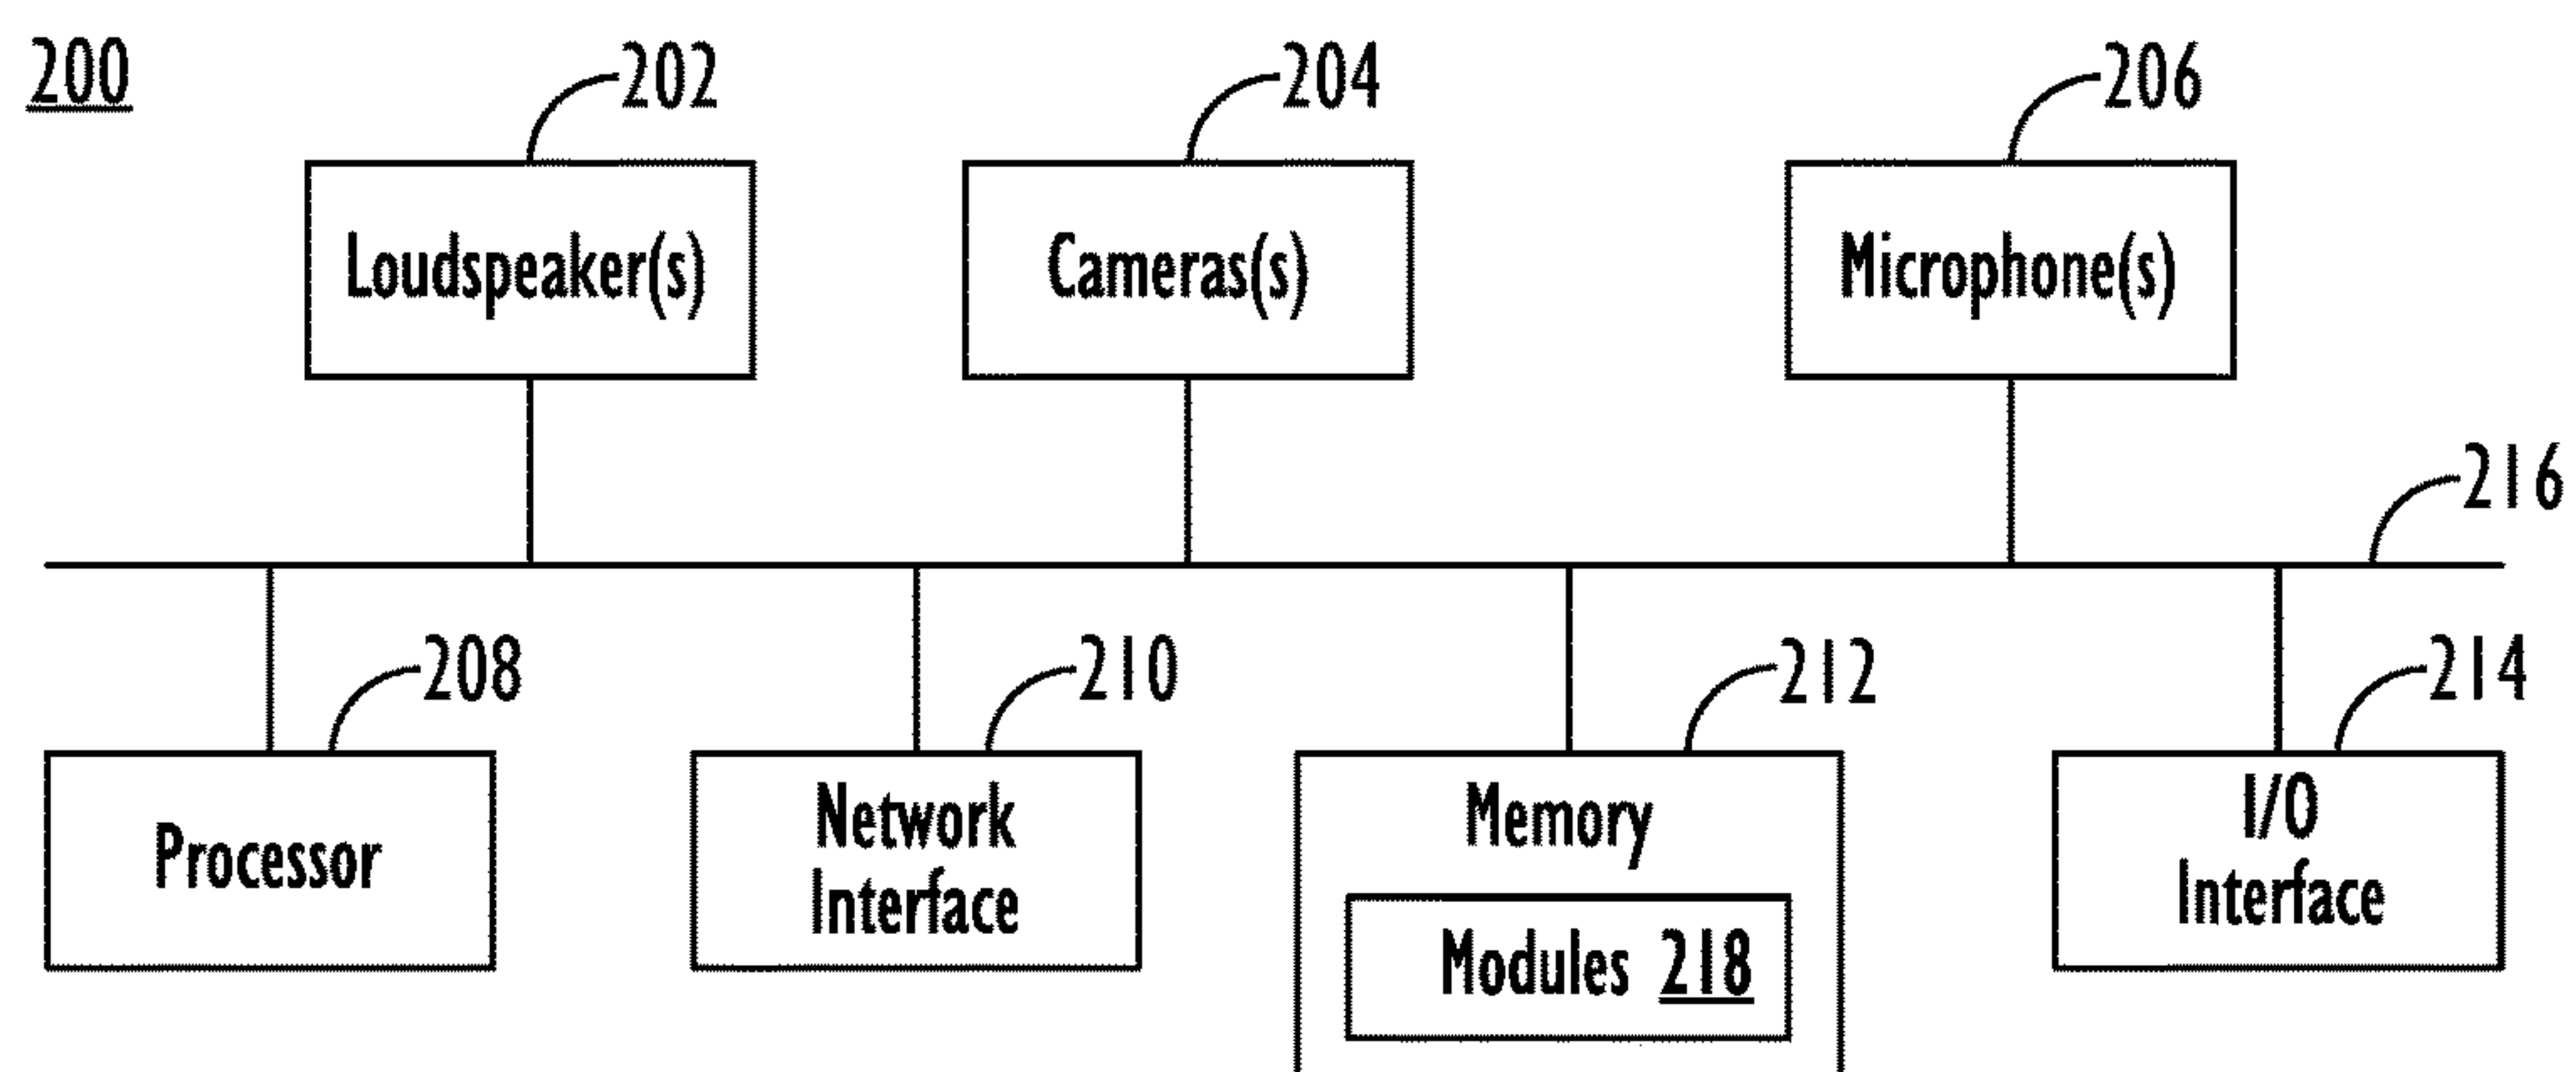 200
202
204
206
Loudspeaker(s)
Cameras(s)
Microphone(s)
216
208
210
212
214
Processor
Network
Interface
Memory
Modules 218
I/O
Interface